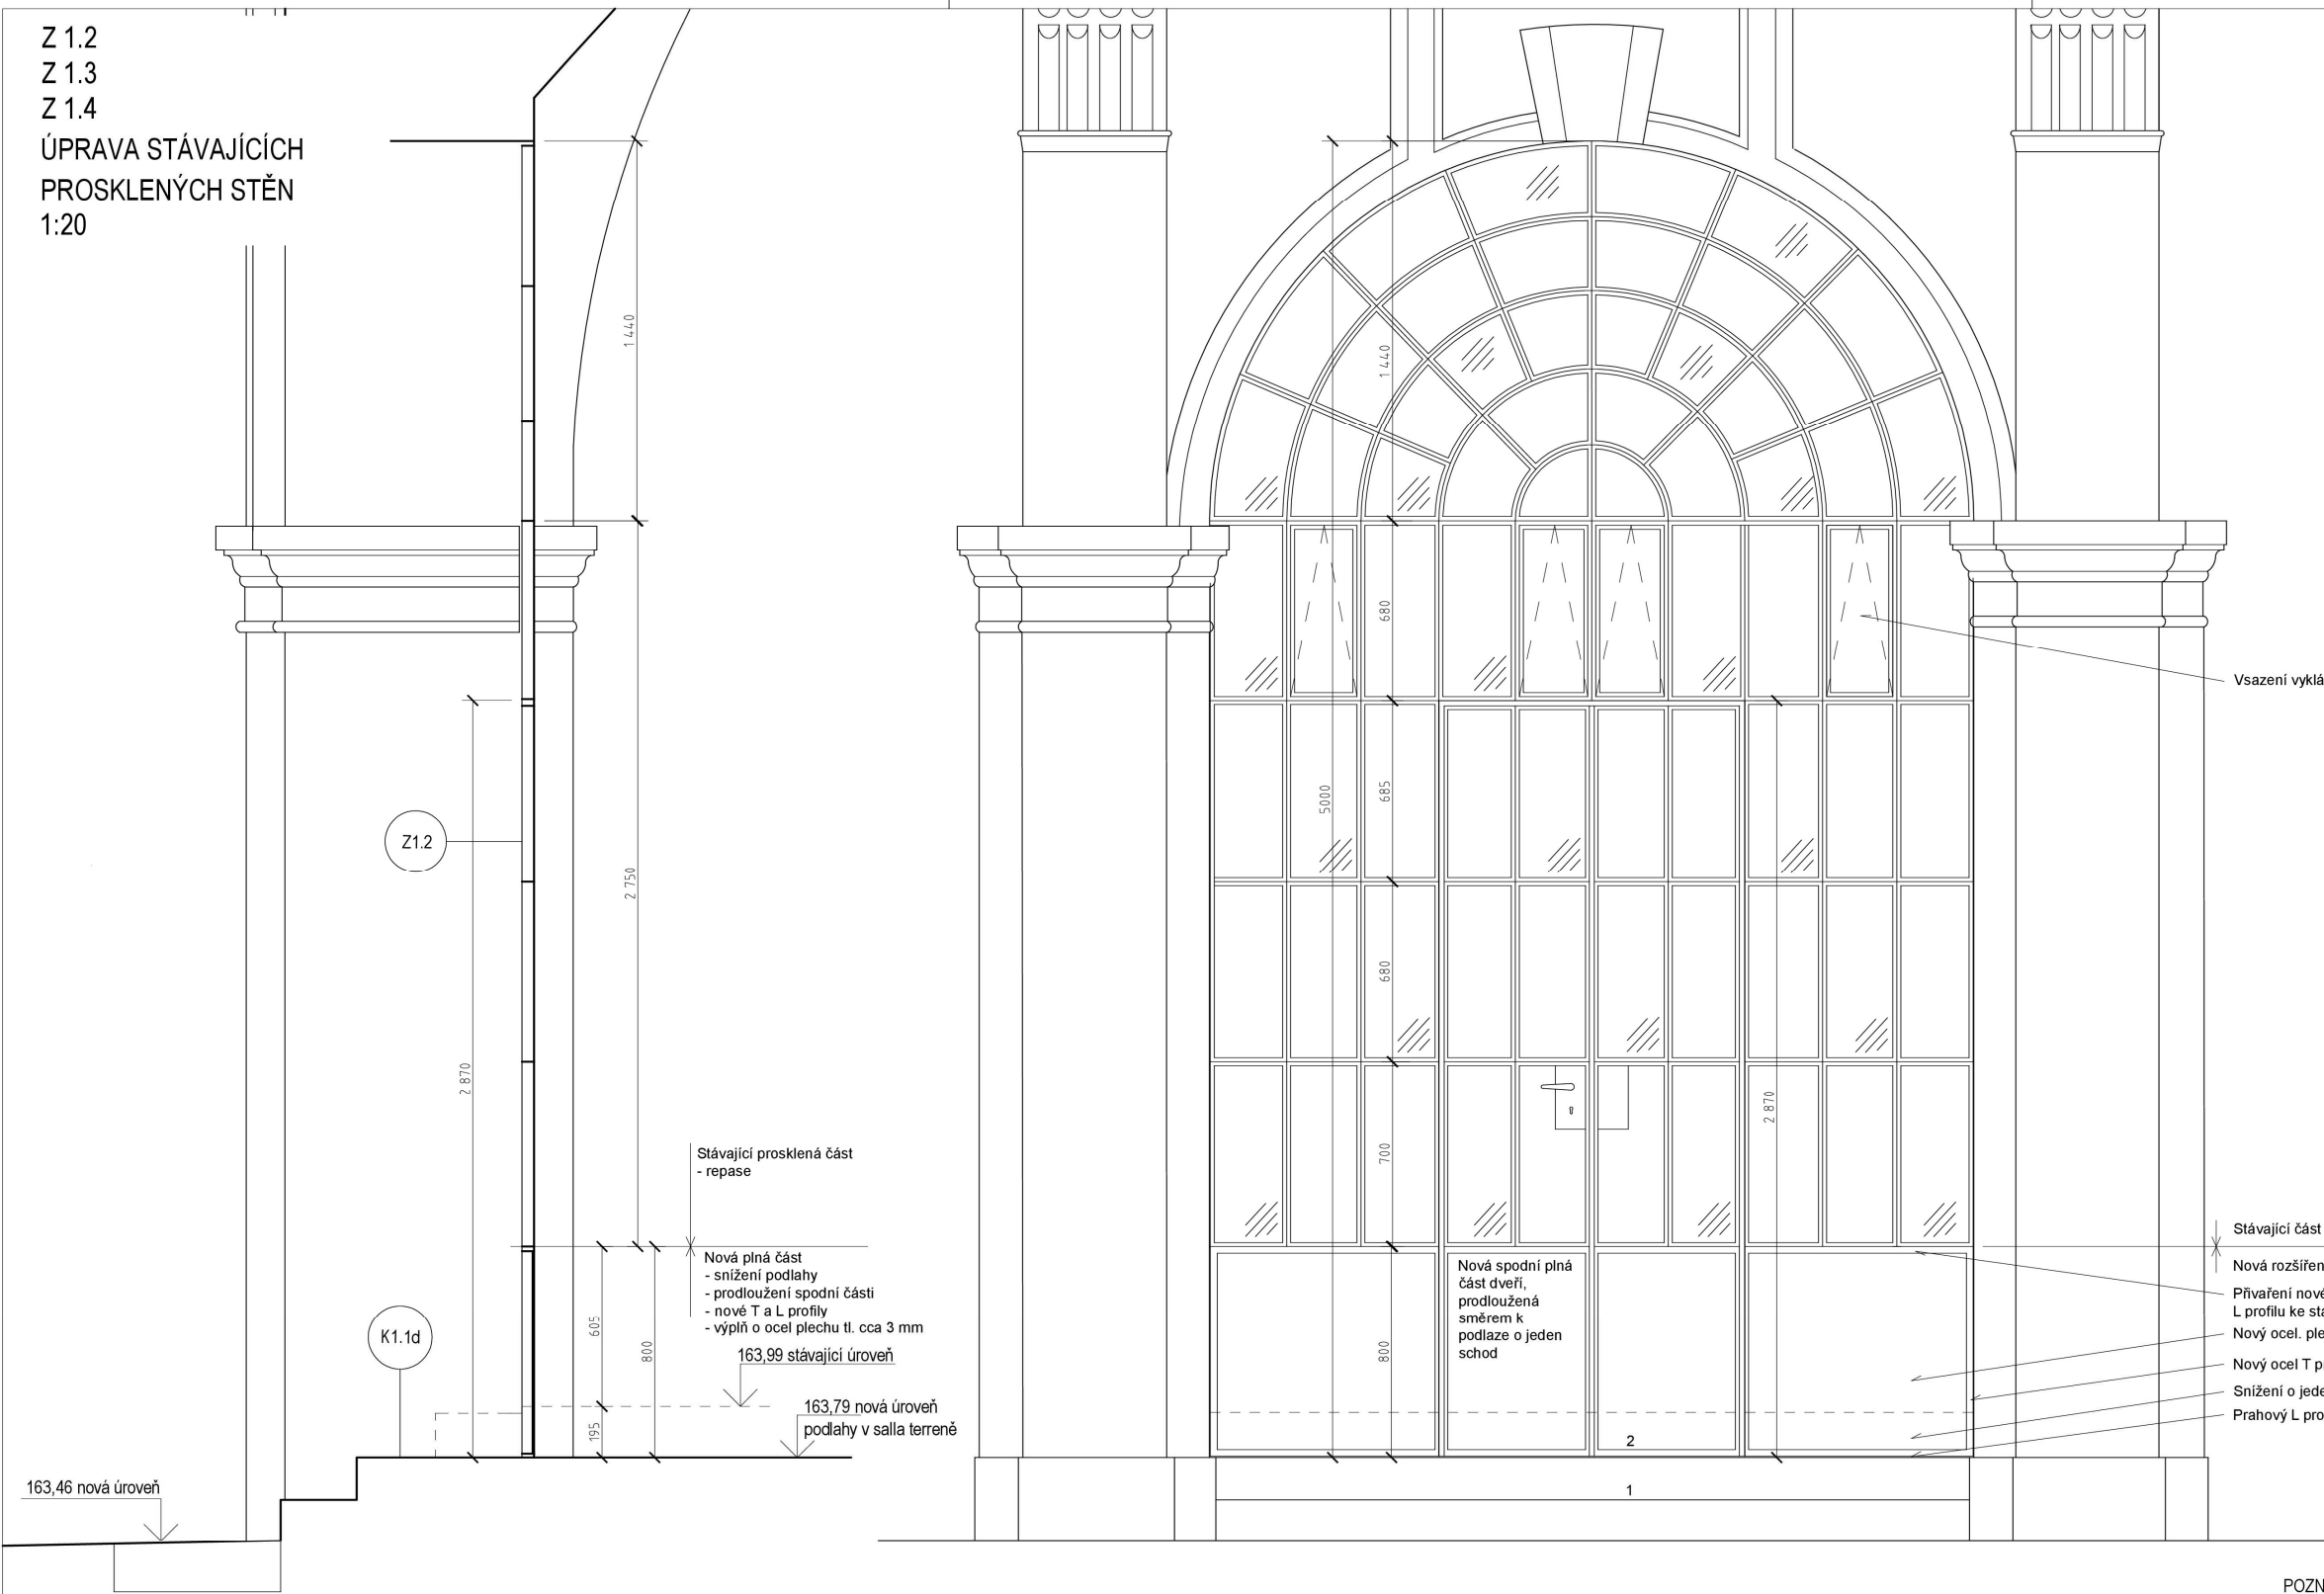 Z 1.2
Z 1.3
Z 1.4
ÚPRAVA STÁVAJÍCÍCH
PROSKLENÝCH STĚN
1:20
1 440
2 750
2 870
Z1.2
K1.1d
Stávající prosklená část
- repase
Nová plná část
- snížení podlahy
- prodloužení spodní části
- nové T a L profily
- výplň o ocel plechu tl. cca 3 mm
605
195
800
163,99 stávající úroveň
163,79 nová úroveň
podlahy v salla terreně
163,46 nová úroveň
1 440
5000
680
685
680
700
800
2 870
Nová spodní plná
část dveří,
prodloužená
směrem k
podlaze o jeden
schod
2
1
Vsazení vyklá
Stávající část
Nová rozšířen
Přivaření nové
L profilu ke stá
Nový ocel. ple
Nový ocel T p
Snížení o jede
Prahový L pro
POZN